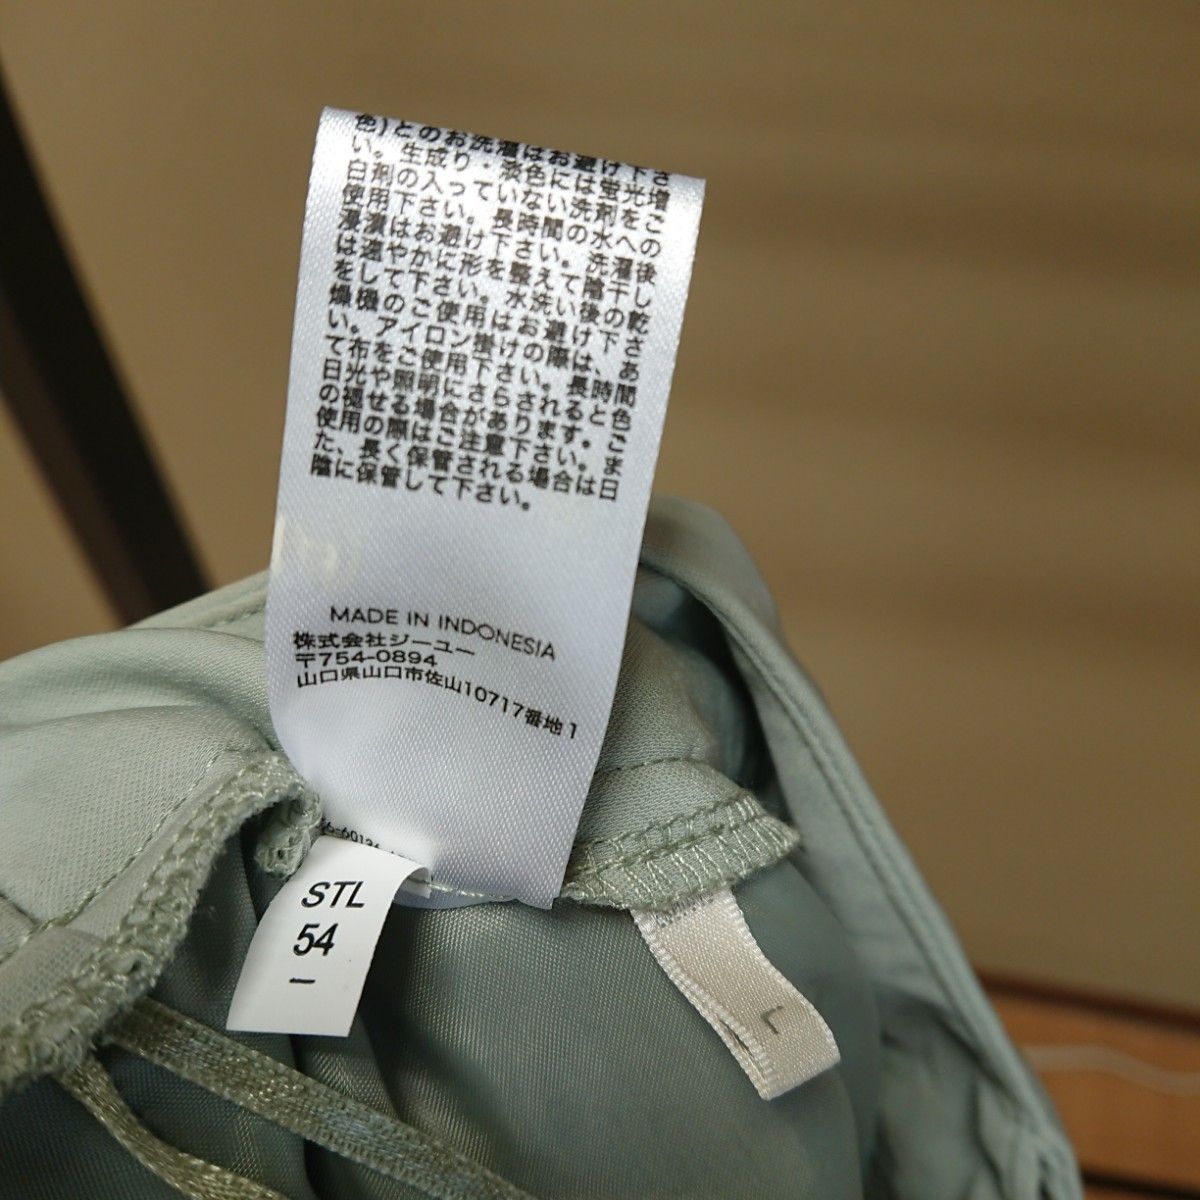 色)とのお洗濯はお避け下さ
い。生成り・淡い色には蛍光増
白剤の入っていない洗剤をご
使用下さい。長時間の水への
浸漬はお避け下さい。洗濯後
は速やかに形を整え、陰干し
をして下さい。水洗い後の乾
燥機のご使用はお避け下さ
い。アイロン掛けの際は、あ
て布をご使用下さい。長時間
日光や照明にさらされると色
の褪せる場合があります。ご
使用の際はご注意下さい。ま
た、長く保管される場合は日
陰に保管して下さい。
MADE IN INDONESIA
株式会社ジーユー
〒754-0894
山口県山口市佐山10717番地1
STL
54
–
L